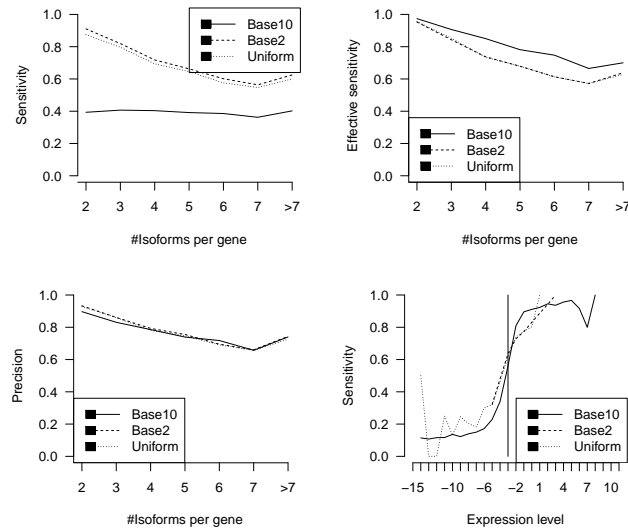 Sensitivity
1.0
0.8
0.6
0.4
0.2
0.0
Base10
Base2
Uniform
2 3 4 5 6 7 >7
#Isoforms per gene
Effective sensitivity
1.0
0.8
0.6
0.4
0.2
0.0
Base10
Base2
Uniform
2 3 4 5 6 7 >7
#Isoforms per gene
Precision
1.0
0.8
0.6
0.4
0.2
0.0
Base10
Base2
Uniform
2 3 4 5 6 7 >7
#Isoforms per gene
Sensitivity
1.0
0.8
0.6
0.4
0.2
0.0
Base10
Base2
Uniform
−15 −10 −6 −2 1 4 7 11
Expression level